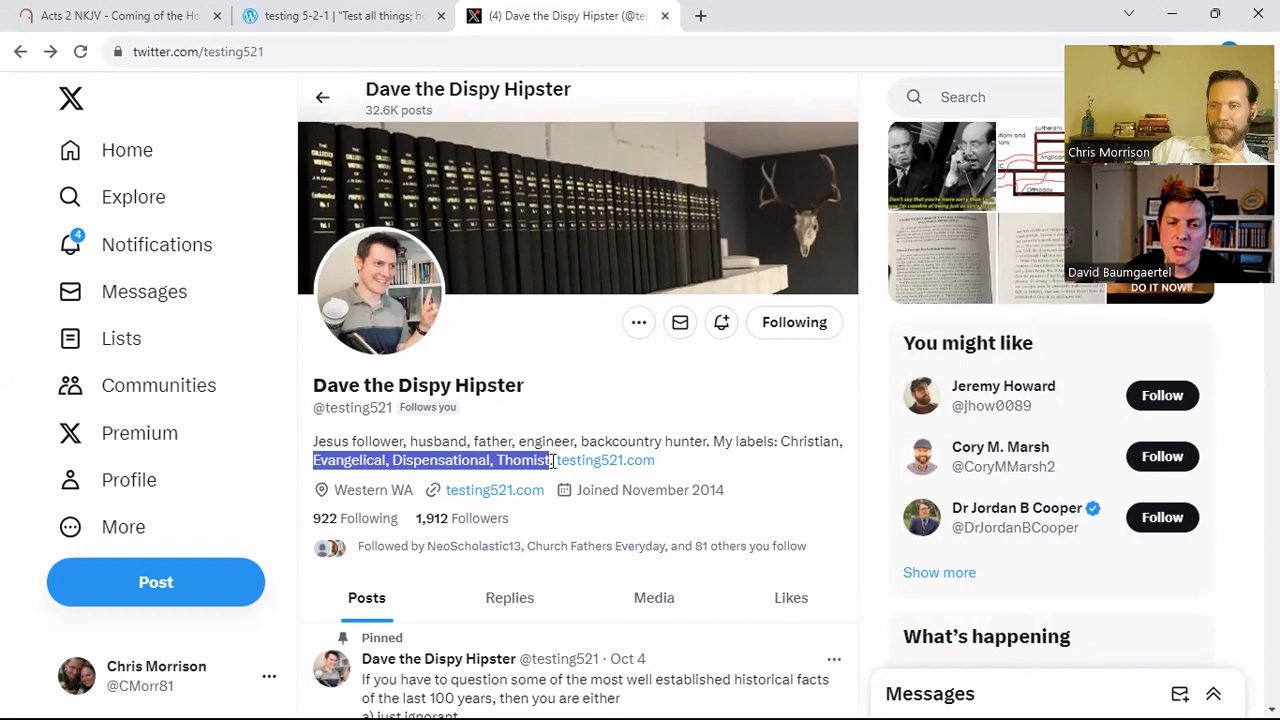 Acts 2 NKJV - Coming of the Ho
testing 5-2-1 | "Test all things; h
(4) Dave the Dispy Hipster (@te
twitter.com/testing521
Home
Explore
4
Notifications
Messages
Lists
Communities
Premium
Profile
More
Post
Chris Morrison
@CMorr81
Dave the Dispy Hipster
32.6K posts
Following
Dave the Dispy Hipster
@testing521 Follows you
Jesus follower, husband, father, engineer, backcountry hunter. My labels: Christian,
Evangelical, Dispensational, Thomist. testing521.com
Western WA testing521.com Joined November 2014
922 Following 1,912 Followers
Followed by NeoScholastic13, Church Fathers Everyday, and 81 others you follow
Posts Replies Media Likes
Pinned
Dave the Dispy Hipster @testing521 · Oct 4
If you have to question some of the most well established historical facts
of the last 100 years, then you are either
a) just ignorant
Search
Lutherans
Anglican
Orthodox
DO IT NOW!
Chris Morrison
David Baumgaertel
You might like
Jeremy Howard
@jhow0089
Follow
Cory M. Marsh
@CoryMMarsh2
Follow
Dr Jordan B Cooper
@DrJordanBCooper
Follow
Show more
What's happening
Messages